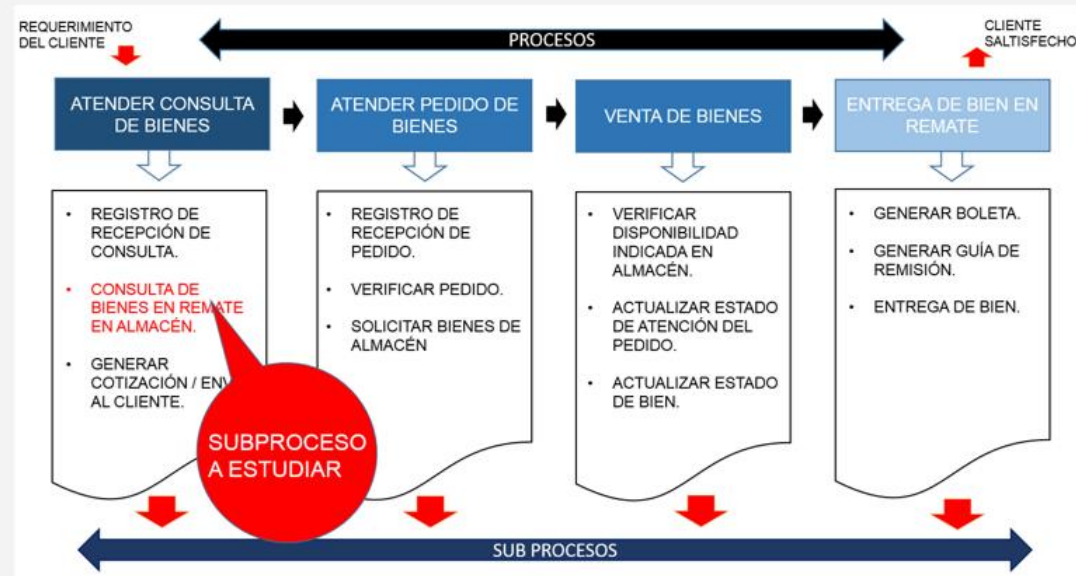 REQUERIMIENTO
DEL CLIENTE
PROCESOS
CLIENTE
SALTISFECHO
ATENDER CONSULTA
DE BIENES
ATENDER PEDIDO DE
BIENES
VENTA DE BIENES
ENTREGA DE BIEN EN
REMATE
• REGISTRO DE
RECEPCIÓN DE
CONSULTA.
• CONSULTA DE
BIENES EN REMATE
EN ALMACÉN.
• GENERAR
COTIZACIÓN /
AL CLIENTE.
• REGISTRO DE
RECEPCIÓN DE
PEDIDO.
• VERIFICAR PEDIDO.
• SOLICITAR BIENES DE
ALMACÉN
• VERIFICAR
DISPONIBILIDAD
INDICADA EN
ALMACÉN.
• ACTUALIZAR ESTADO
DE ATENCIÓN DEL
PEDIDO.
• ACTUALIZAR ESTADO
DE BIEN.
• GENERAR BOLETA.
• GENERAR GUÍA DE
REMISIÓN.
• ENTREGA DE BIEN.
SUBPROCESO
A ESTUDIAR
SUB PROCESOS